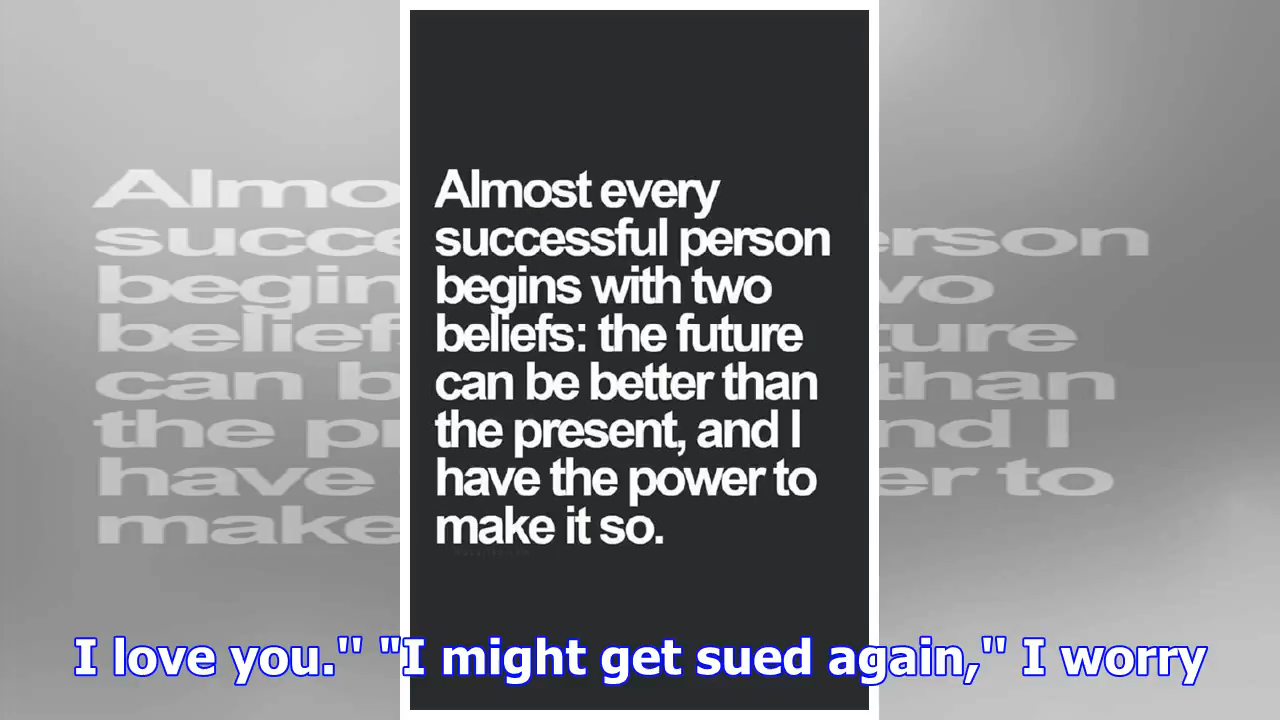 Almost every
successful person
begins with two
beliefs: the future
can be better than
the present, and I
have the power to
make it so.
I love you." "I might get sued again," I worry